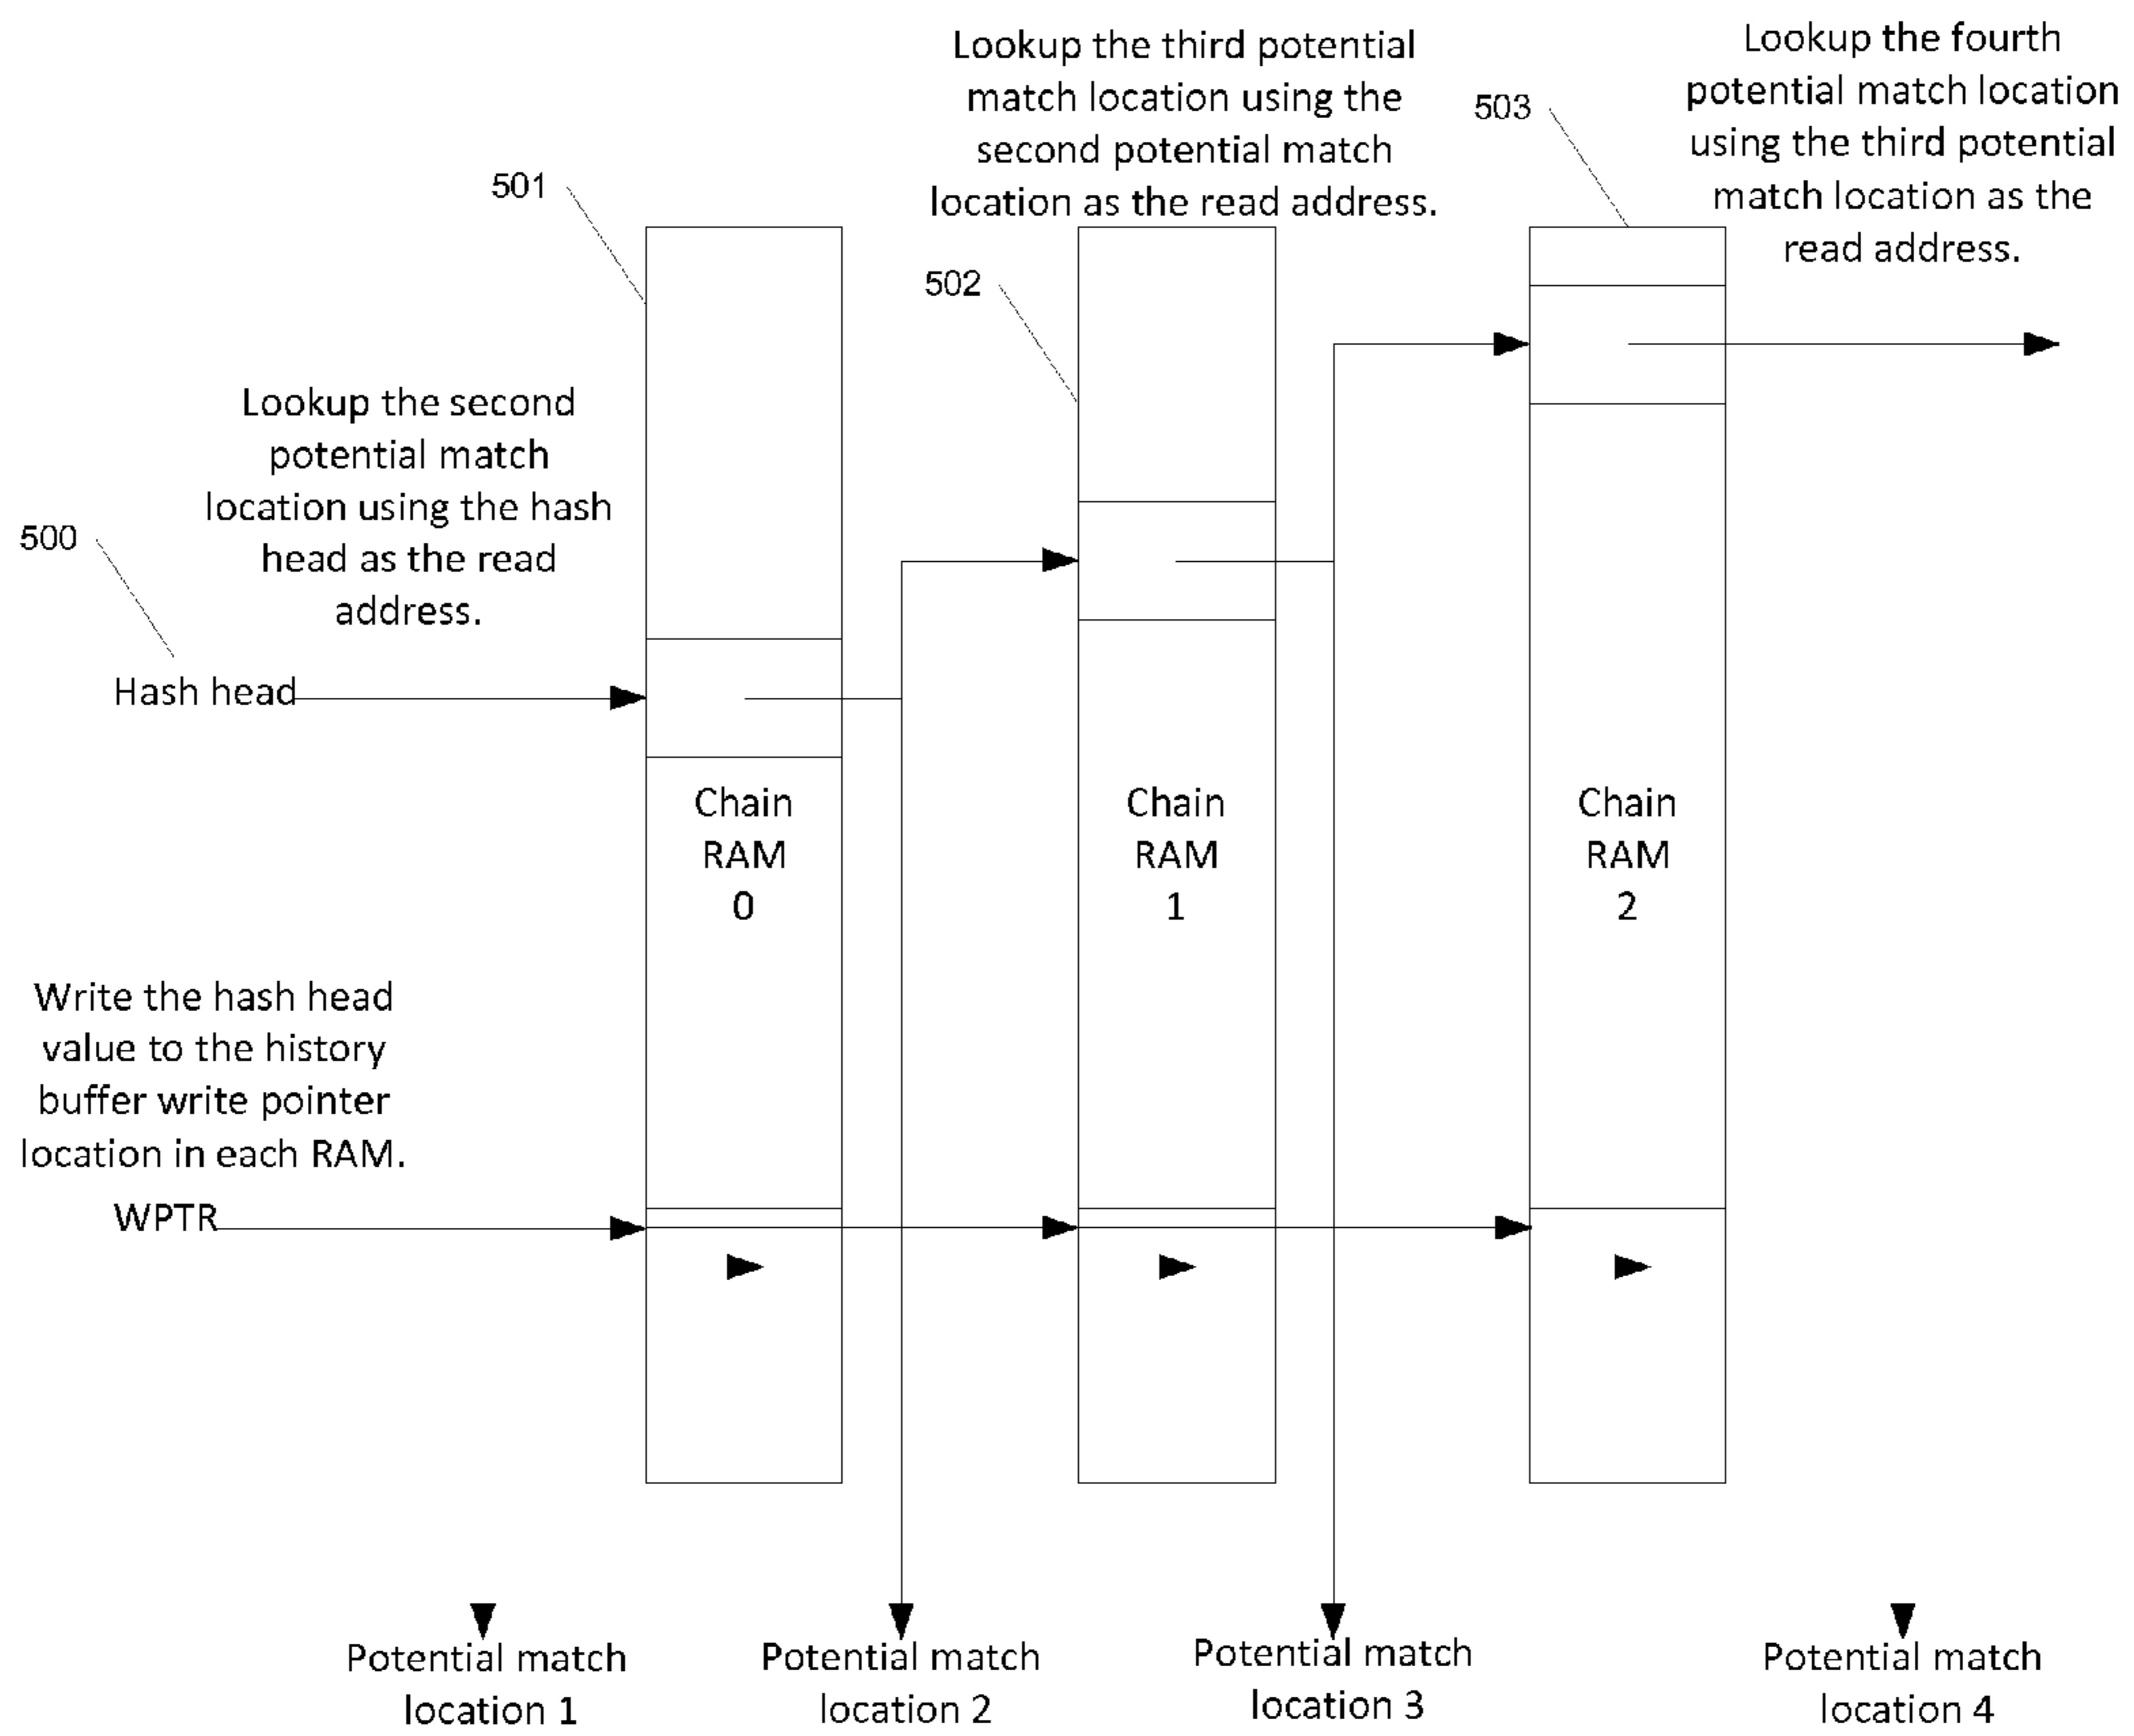 Lookup the third potential
match location using the
second potential match
location as the read address.
Lookup the fourth
potential match location
using the third potential
match location as the
read address.
503
501
502
Lookup the second
potential match
location using the hash
head as the read
address.
500
Hash head
Chain
RAM
0
Chain
RAM
1
Chain
RAM
2
Write the hash head
value to the history
buffer write pointer
location in each RAM.
WPTR
Potential match
location 1
Potential match
location 2
Potential match
location 3
Potential match
location 4